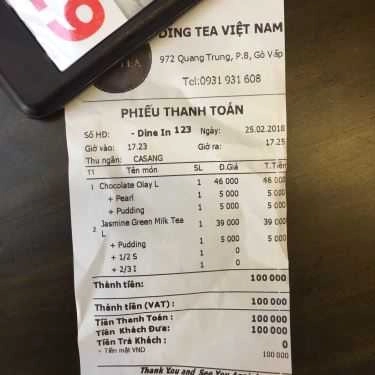 DING TEA VIỆT NAM
TEA
972 Quang Trung, P.8, Gò Vấp
Tel:0931 931 608
PHIẾU THANH TOÁN
Số HD: - Dine In 123 Ngày: 25.02.2018
Giờ vào: 17.23 Giờ ra: 17.25
Thu ngân: CASANG
T1 Tên món SL Đ.Giá T.Tiền
1 Chocolate Olay L 1 46 000 46 000
+ Pearl 1 5 000 5 000
+ Pudding 1 5 000 5 000
2. Jasmine Green Milk Tea L 1 39 000 39 000
+ Pudding 1 5 000 5 000
+ 1/2 S 1 0
+ 2/3 I 1 0
Thành tiền: 100 000
Thành tiền (VAT) : 100 000
Tiền Thanh Toán : 100 000
Tiền Khách Đưa: 100 000
Tiền Trả Khách : 0
- Tiền mặt VND 100 000
Thank You and See You Again